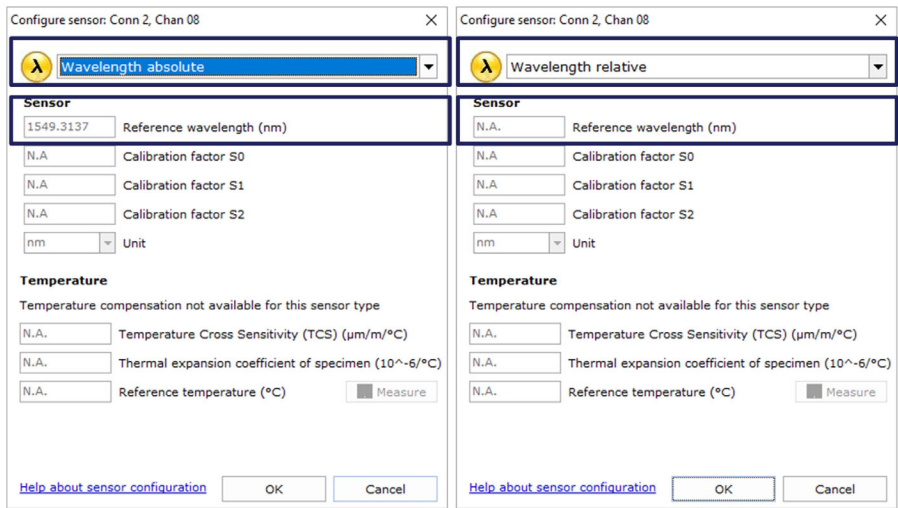 Configure sensor: Conn 2, Chan 08
λ Wavelength absolute
Sensor
1549.3137 Reference wavelength (nm)
N.A Calibration factor S0
N.A Calibration factor S1
N.A Calibration factor S2
nm Unit
Temperature
Temperature compensation not available for this sensor type
N.A. Temperature Cross Sensitivity (TCS) (µm/m/°C)
N.A. Thermal expansion coefficient of specimen (10^-6/°C)
N.A. Reference temperature (°C) Measure
Help about sensor configuration OK Cancel
Configure sensor: Conn 2, Chan 08
λ Wavelength relative
Sensor
N.A. Reference wavelength (nm)
N.A Calibration factor S0
N.A Calibration factor S1
N.A Calibration factor S2
nm Unit
Temperature
Temperature compensation not available for this sensor type
N.A. Temperature Cross Sensitivity (TCS) (µm/m/°C)
N.A. Thermal expansion coefficient of specimen (10^-6/°C)
N.A. Reference temperature (°C) Measure
Help about sensor configuration OK Cancel